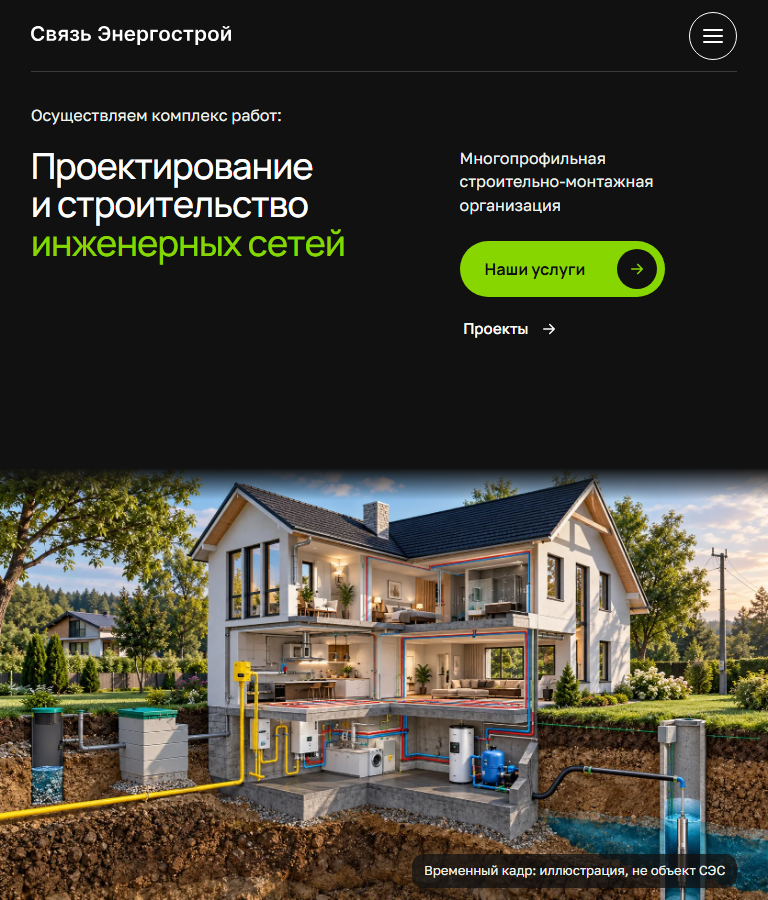 Связь Энергострой
Осуществляем комплекс работ:
Проектирование
и строительство
инженерных сетей
Многопрофильная
строительно-монтажная
организация
Наши услуги
Проекты
Временный кадр: иллюстрация, не объект СЭС